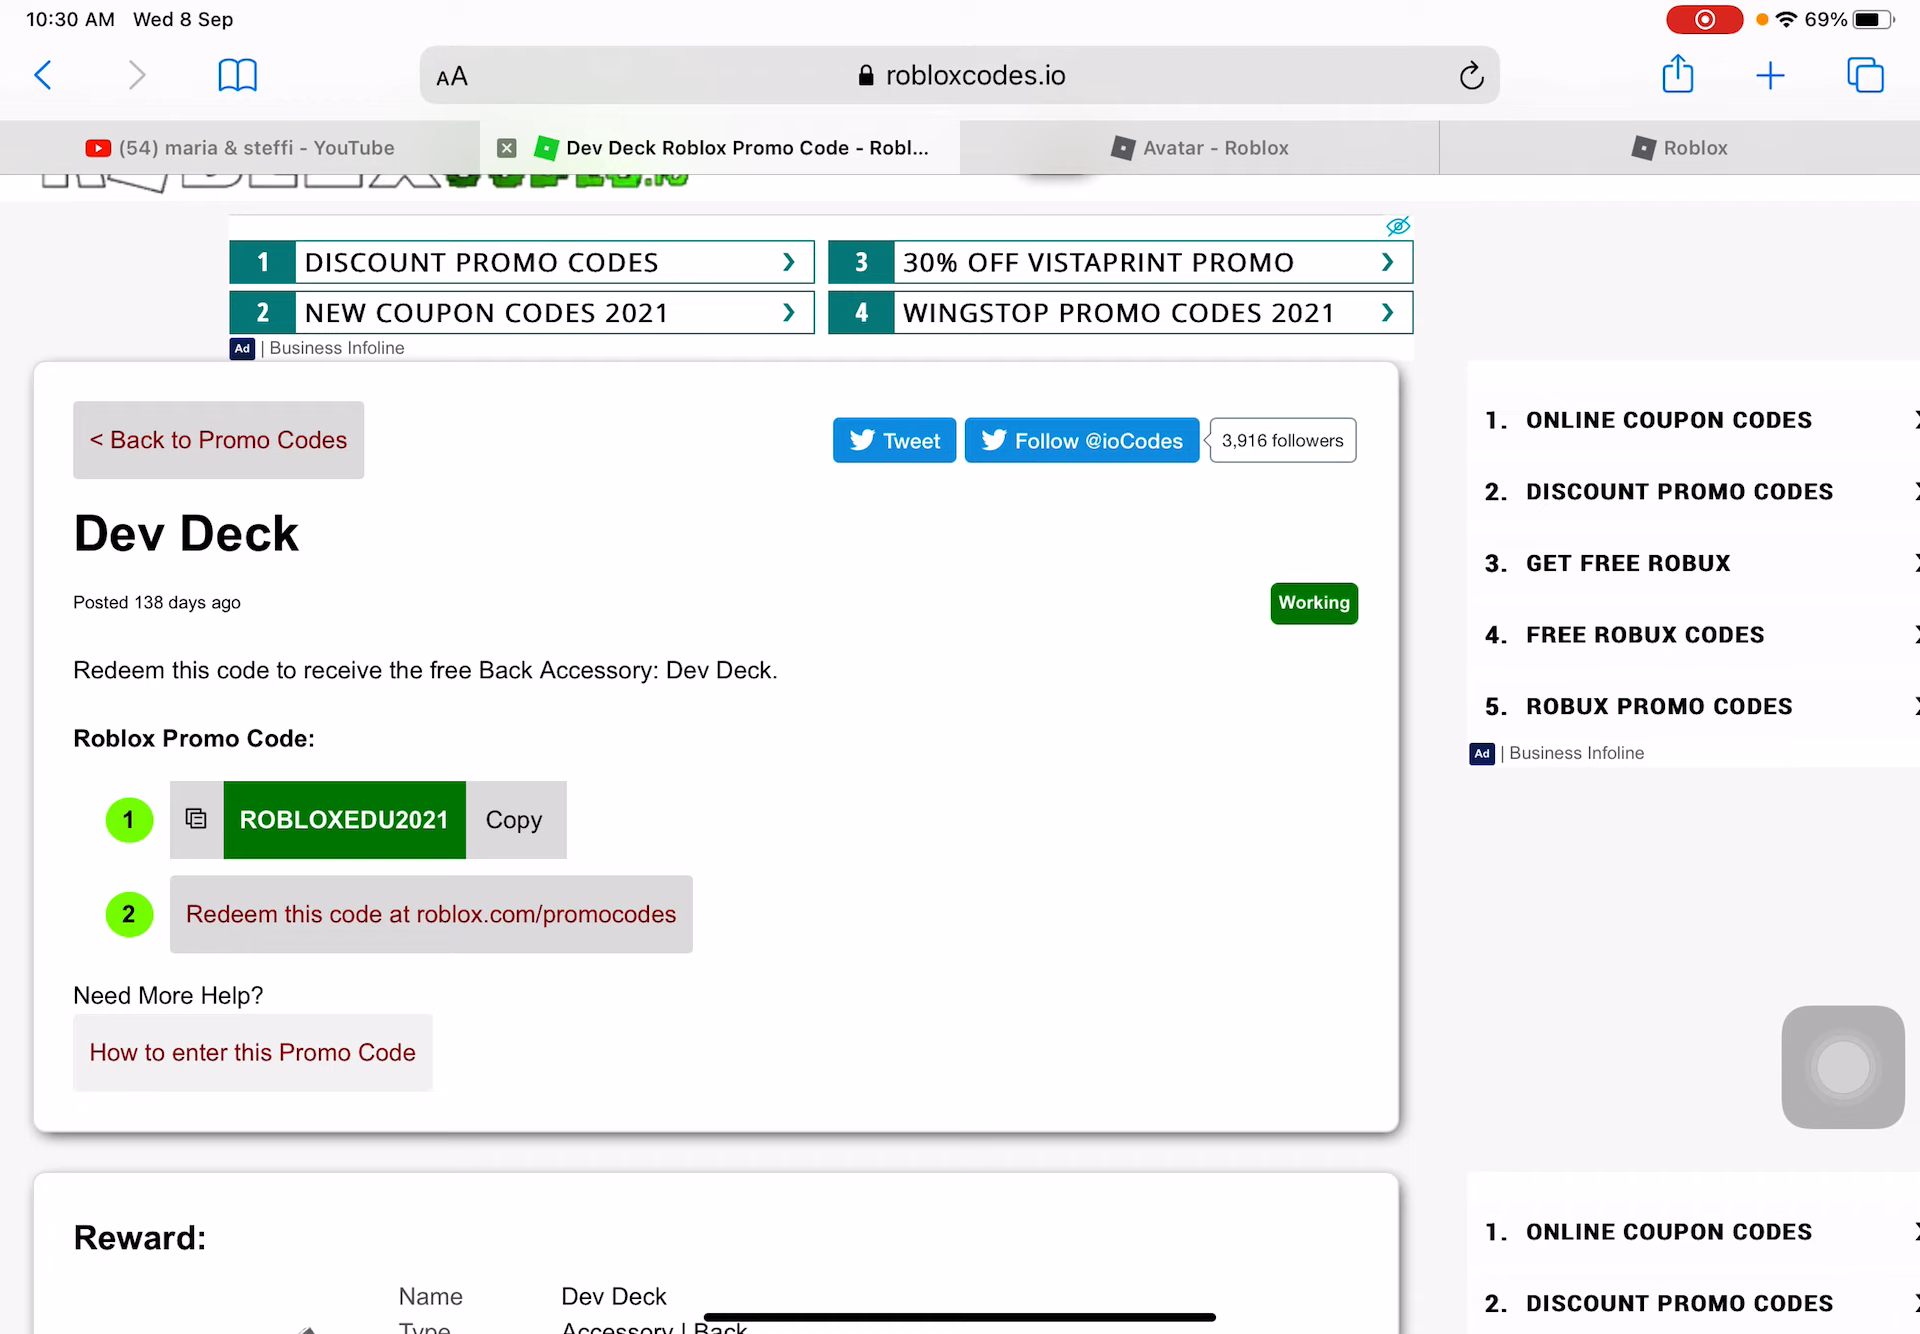 10:30 AM Wed 8 Sep
69%
AA
robloxcodes.io
(54) maria & steffi - YouTube
Dev Deck Roblox Promo Code - Robl...
Avatar - Roblox
Roblox
1 DISCOUNT PROMO CODES
3 30% OFF VISTAPRINT PROMO
2 NEW COUPON CODES 2021
4 WINGSTOP PROMO CODES 2021
Ad | Business Infoline
< Back to Promo Codes
Tweet
Follow @ioCodes
3,916 followers
Dev Deck
Posted 138 days ago
Working
Redeem this code to receive the free Back Accessory: Dev Deck.
Roblox Promo Code:
1 ROBLOXEDU2021 Copy
2 Redeem this code at roblox.com/promocodes
Need More Help?
How to enter this Promo Code
1. ONLINE COUPON CODES
2. DISCOUNT PROMO CODES
3. GET FREE ROBUX
4. FREE ROBUX CODES
5. ROBUX PROMO CODES
Ad | Business Infoline
Reward:
Name Dev Deck
Type Accessory | Back
1. ONLINE COUPON CODES
2. DISCOUNT PROMO CODES